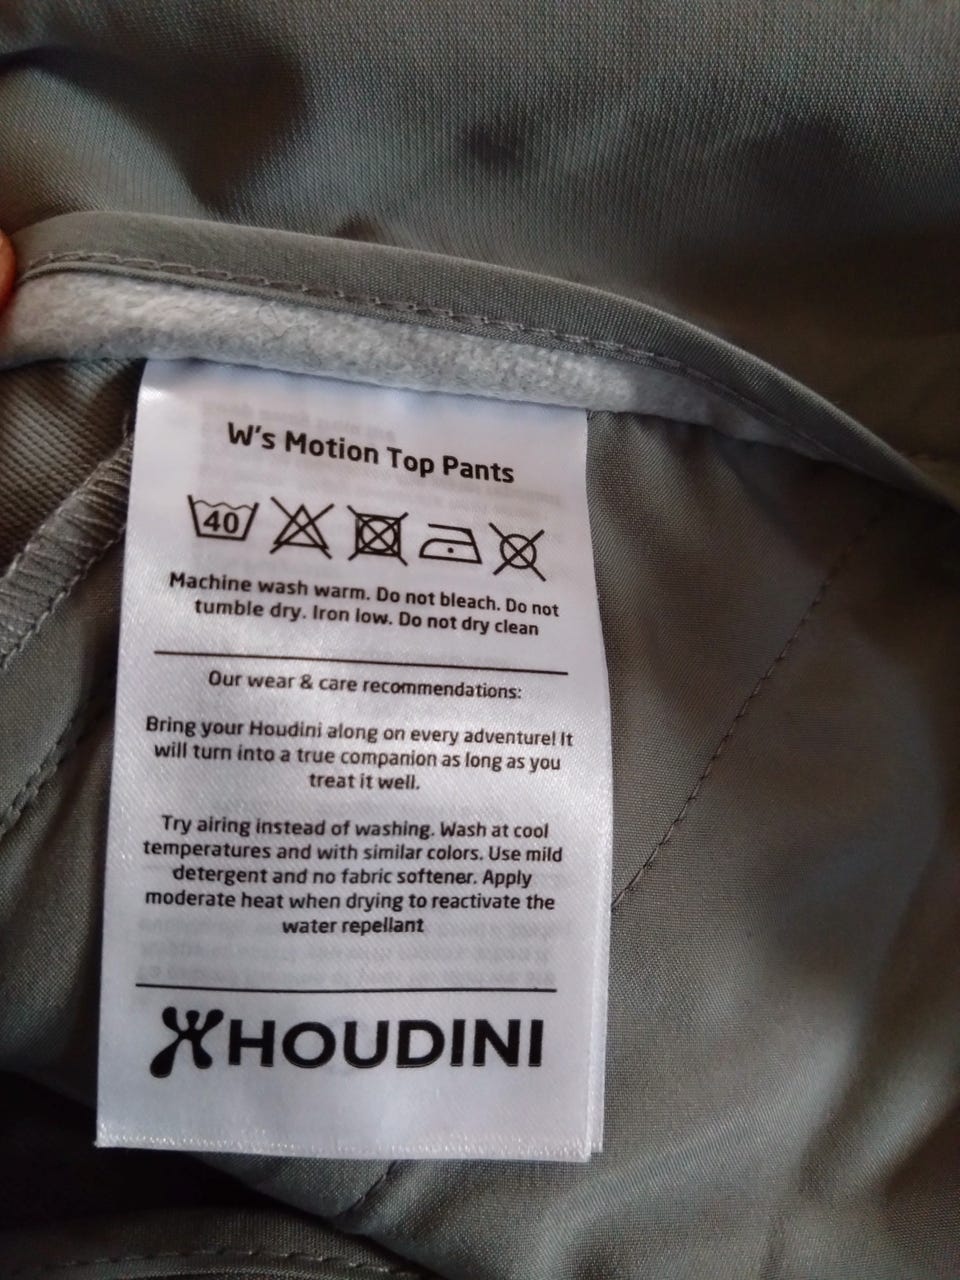 W's Motion Top Pants
40
Machine wash warm. Do not bleach. Do not
tumble dry. Iron low. Do not dry clean
Our wear & care recommendations:
Bring your Houdini along on every adventure! It
will turn into a true companion as long as you
treat it well.
Try airing instead of washing. Wash at cool
temperatures and with similar colors. Use mild
detergent and no fabric softener. Apply
moderate heat when drying to reactivate the
water repellant
HOUDINI